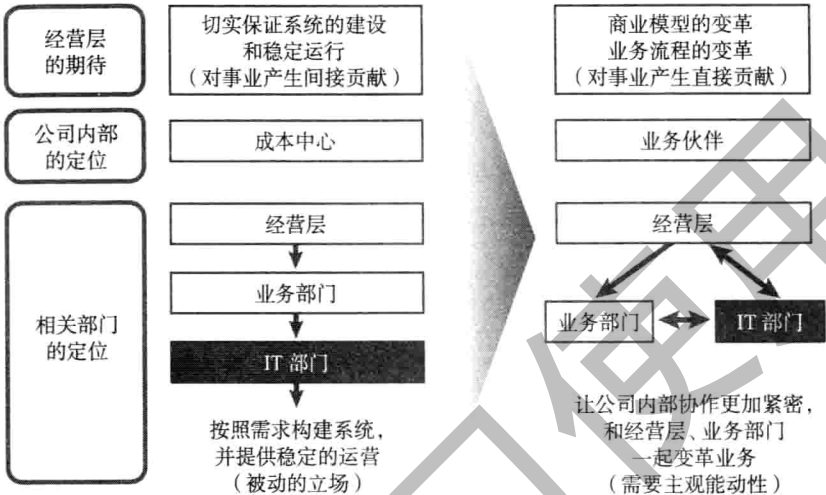 经营层
的期待
切实保证系统的建设
和稳定运行
（对事业产生间接贡献）
商业模型的变革
业务流程的变革
（对事业产生直接贡献）
公司内部
的定位
成本中心
业务伙伴
相关部门
的定位
经营层
业务部门
IT 部门
按照需求构建系统，
并提供稳定的运营
（被动的立场）
经营层
业务部门
IT 部门
让公司内部协作更加紧密，
和经营层、业务部门
一起变革业务
（需要主观能动性）